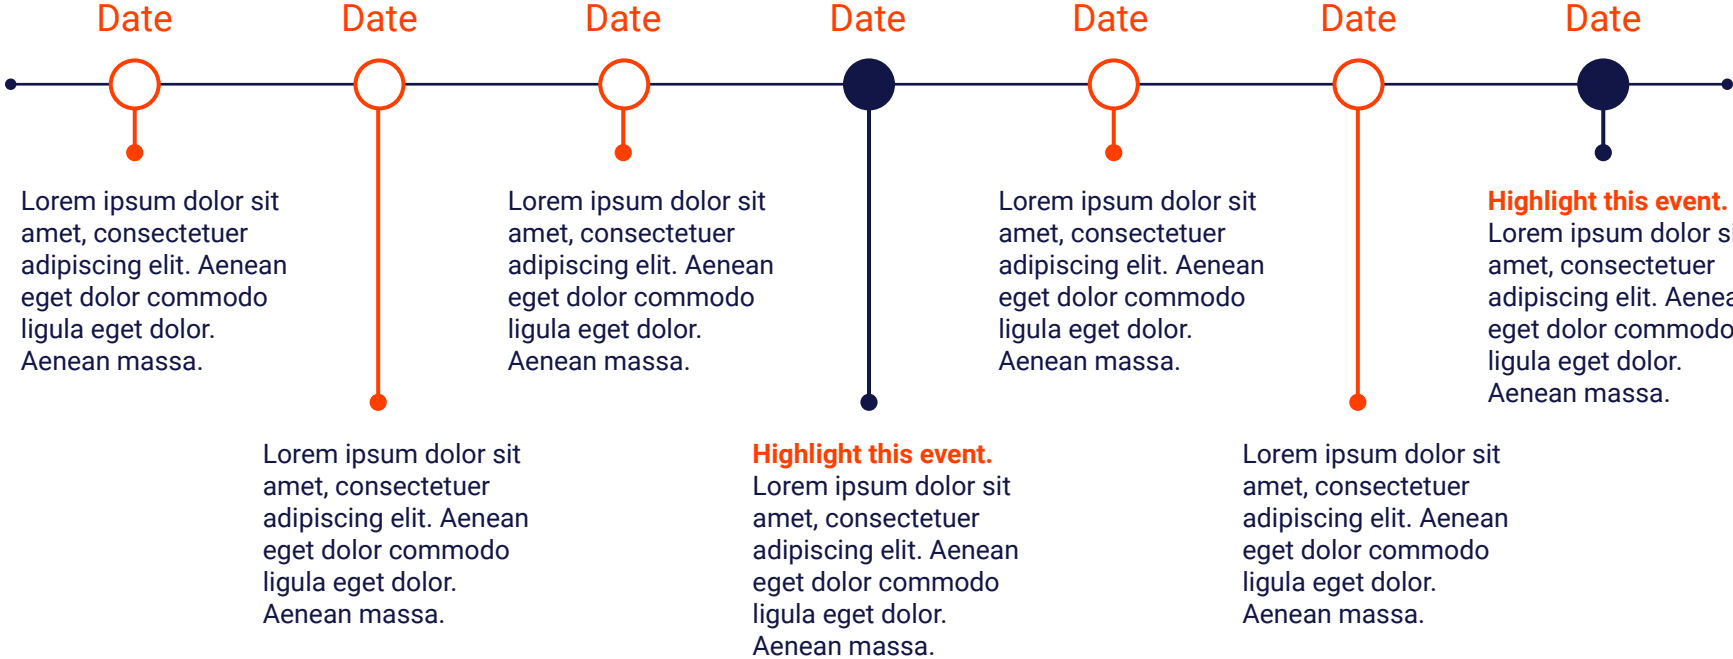 Date
Date
Date
Date
Date
Date
Date
Lorem ipsum dolor sit
amet, consectetuer
adipiscing elit. Aenean
eget dolor commodo
ligula eget dolor.
Aenean massa.
Lorem ipsum dolor sit
amet, consectetuer
adipiscing elit. Aenean
eget dolor commodo
ligula eget dolor.
Aenean massa.
Lorem ipsum dolor sit
amet, consectetuer
adipiscing elit. Aenean
eget dolor commodo
ligula eget dolor.
Aenean massa.
Highlight this event.
Lorem ipsum dolor
amet, consectetuer
adipiscing elit.
eget dolor commodo
ligula eget dolor.
Aenean massa.
Lorem ipsum dolor sit
amet, consectetuer
adipiscing elit. Aenean
eget dolor commodo
ligula eget dolor.
Aenean massa.
Highlight this event.
Lorem ipsum dolor sit
amet, consectetuer
adipiscing elit. Aenean
eget dolor commodo
ligula eget dolor.
Aenean massa.
Lorem ipsum dolor sit
amet, consectetuer
adipiscing elit. Aenean
eget dolor commodo
ligula eget dolor.
Aenean massa.